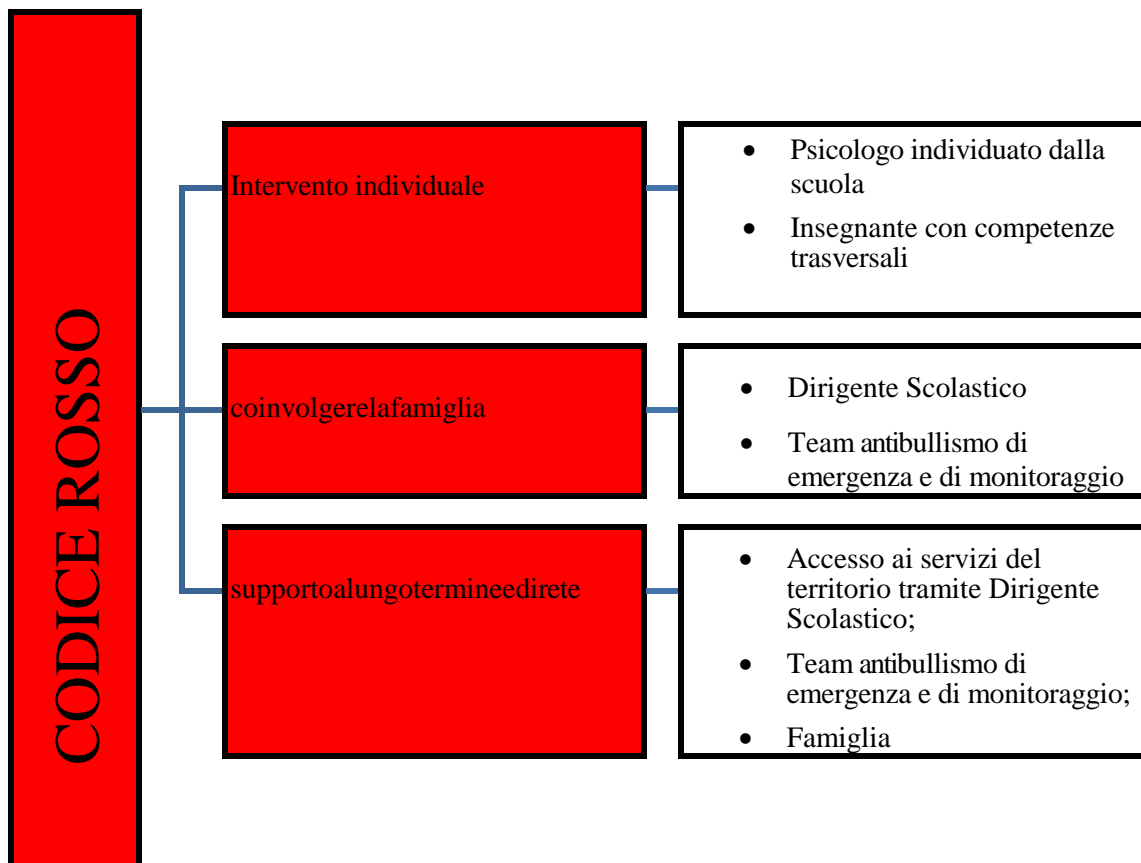 CODICE ROSSO
Intervento individuale
• Psicologo individuato dalla
scuola
• Insegnante con competenze
trasversali
coinvolgerelafamiglia
• Dirigente Scolastico
• Team antibullismo di
emergenza e di monitoraggio
supportoalungotermineedirete
• Accesso ai servizi del
territorio tramite Dirigente
Scolastico;
• Team antibullismo di
emergenza e di monitoraggio;
• Famiglia